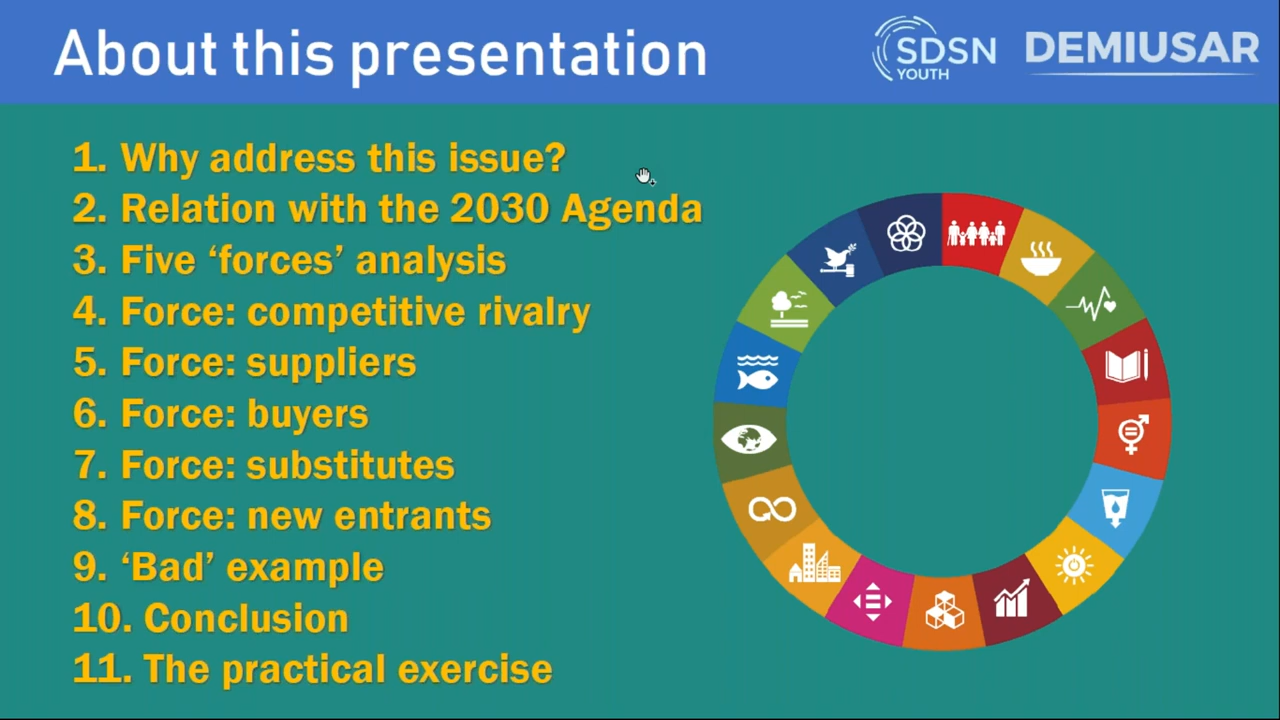 About this presentation
SDSN
YOUTH
DEMIUSAR
1. Why address this issue?
2. Relation with the 2030 Agenda
3. Five ‘forces’ analysis
4. Force: competitive rivalry
5. Force: suppliers
6. Force: buyers
7. Force: substitutes
8. Force: new entrants
9. ‘Bad’ example
10. Conclusion
11. The practical exercise